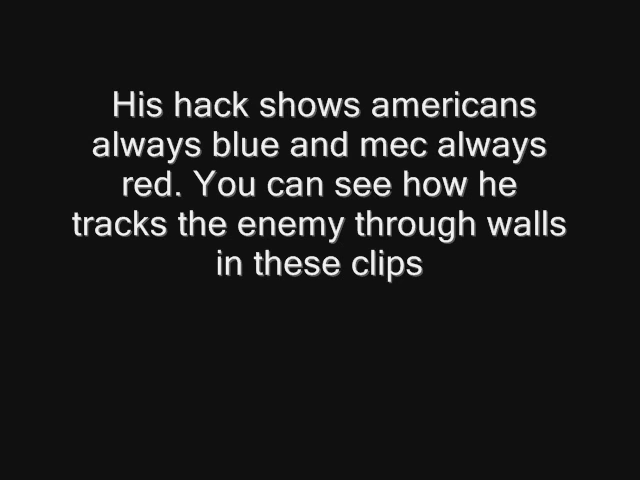 His hack shows americans
always blue and mec always
red. You can see how he
tracks the enemy through walls
in these clips